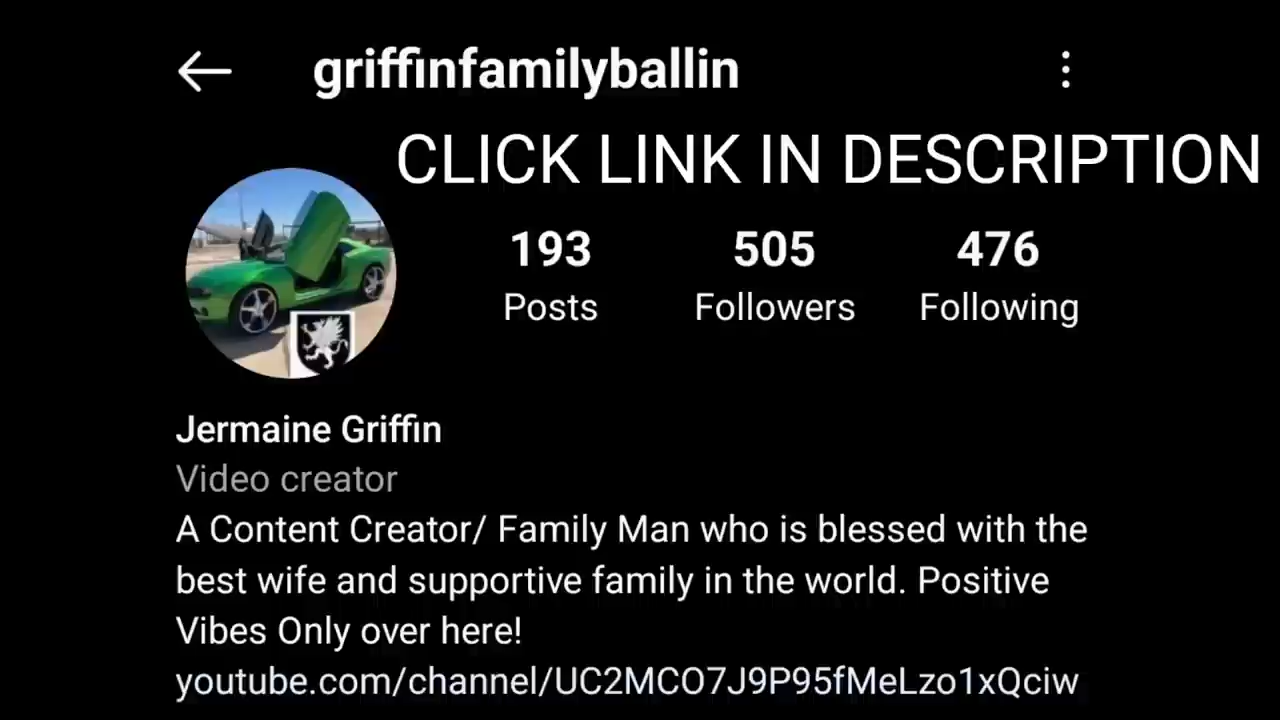 griffinfamilyballin
CLICK LINK IN DESCRIPTION
193 505 476
Posts Followers Following
Jermaine Griffin
Video creator
A Content Creator/ Family Man who is blessed with the
best wife and supportive family in the world. Positive
Vibes Only over here!
youtube.com/channel/UC2MCO7J9P95fMeLzo1xQciw